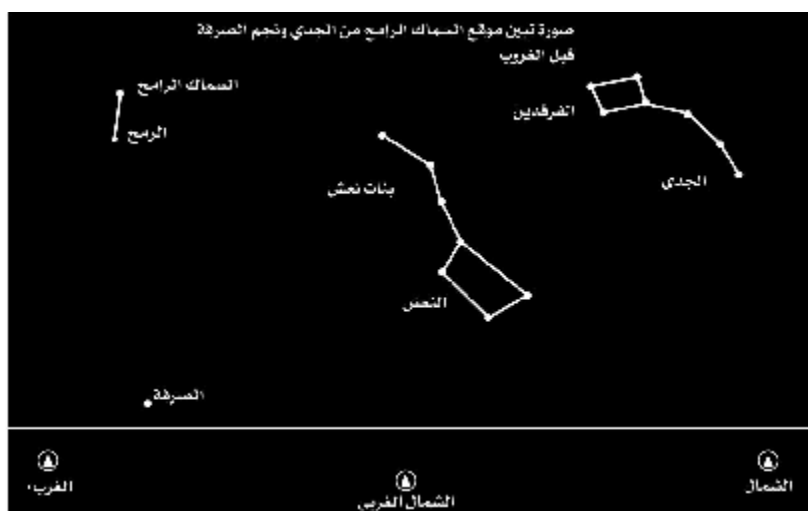 صورة تبين موقع السماك الرامح من الجدي ونجم الصرفة
قبل الغروب
السماك الرامح
الفرقدين
الرمح
الجدي
بنات نعش
النعش
الصرفة
الشمال
الشمال الغربي
الغرب